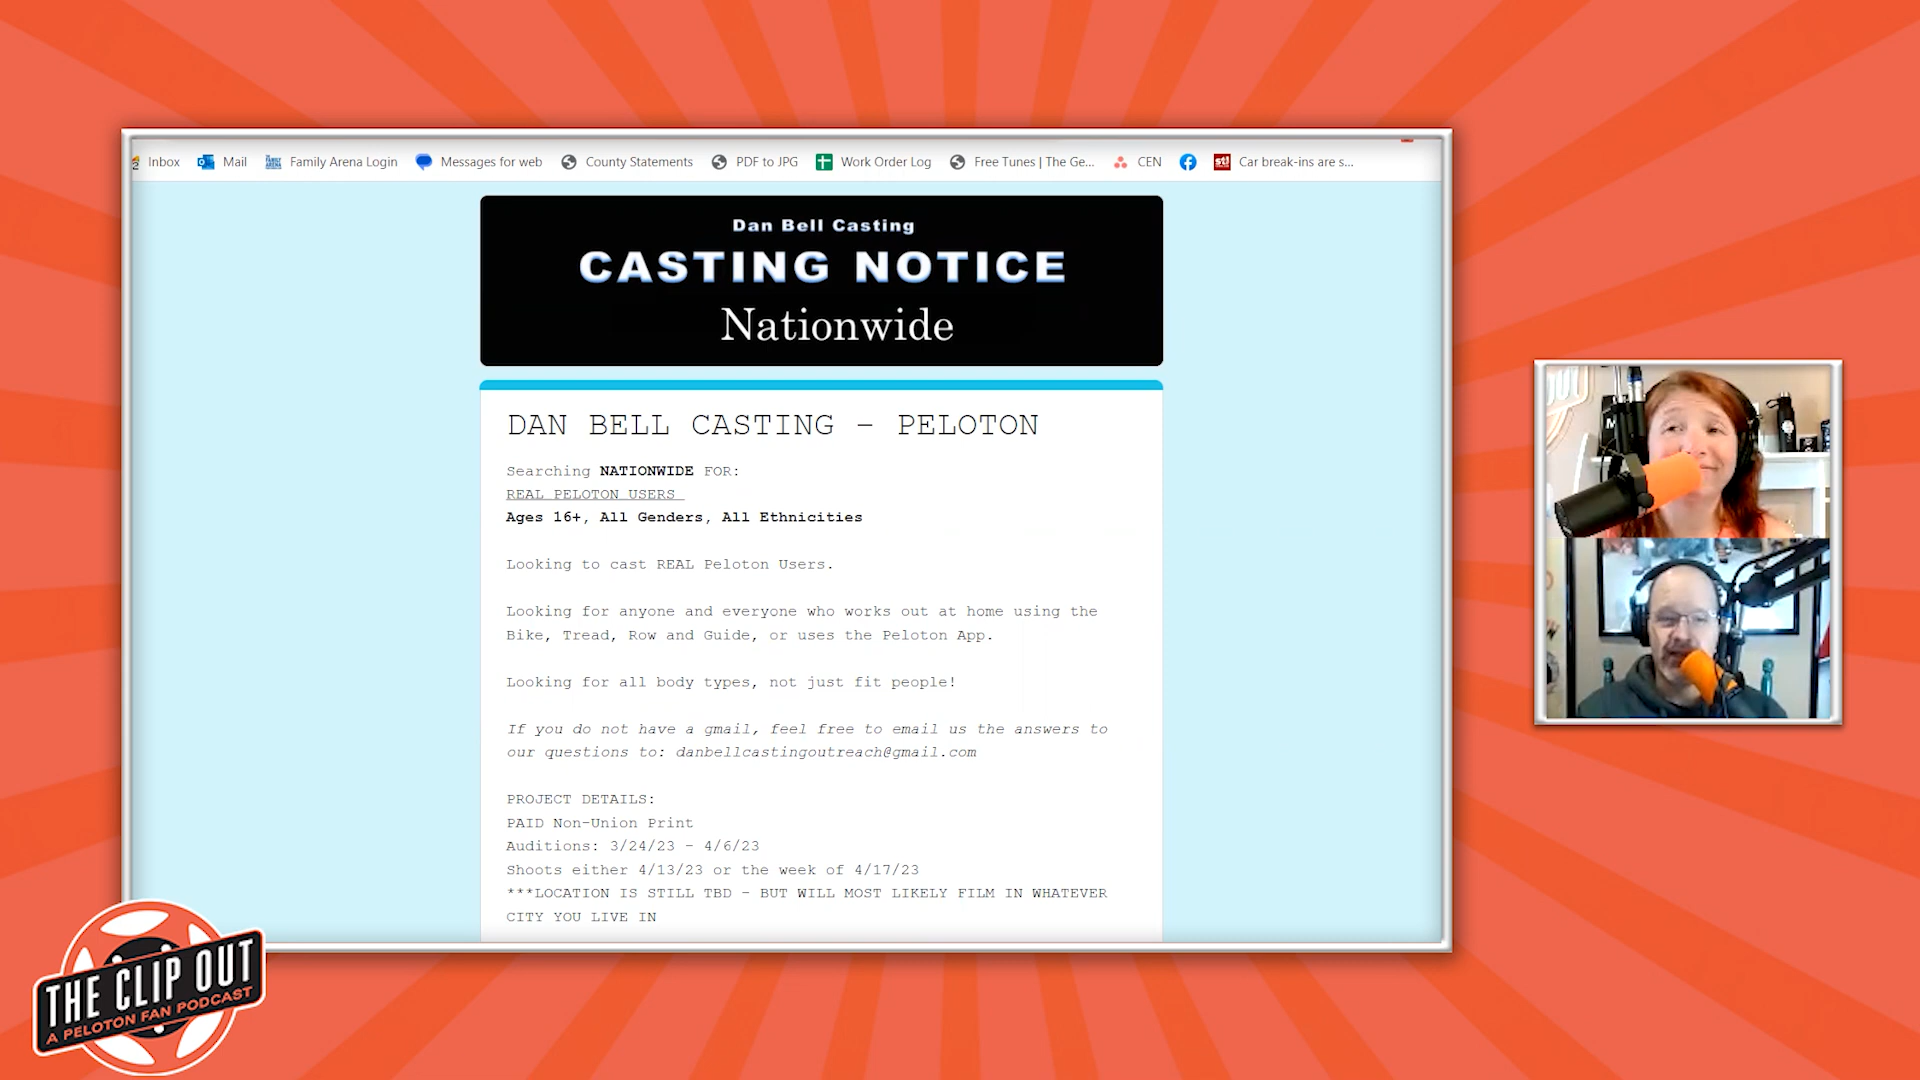 Inbox Mail Family Arena Login Messages for web County Statements PDF to JPG Work Order Log Free Tunes | The Ge... CEN stl Car break-ins are s...
Dan Bell Casting
CASTING NOTICE
Nationwide
DAN BELL CASTING - PELOTON
Searching NATIONWIDE FOR:
REAL PELOTON USERS
Ages 16+, All Genders, All Ethnicities
Looking to cast REAL Peloton Users.
Looking for anyone and everyone who works out at home using the
Bike, Tread, Row and Guide, or uses the Peloton App.
Looking for all body types, not just fit people!
If you do not have a gmail, feel free to email us the answers to
our questions to: danbellcastingoutreach@gmail.com
PROJECT DETAILS:
PAID Non-Union Print
Auditions: 3/24/23 - 4/6/23
Shoots either 4/13/23 or the week of 4/17/23
***LOCATION IS STILL TBD - BUT WILL MOST LIKELY FILM IN WHATEVER
CITY YOU LIVE IN
THE CLIP OUT
A PELOTON FAN PODCAST